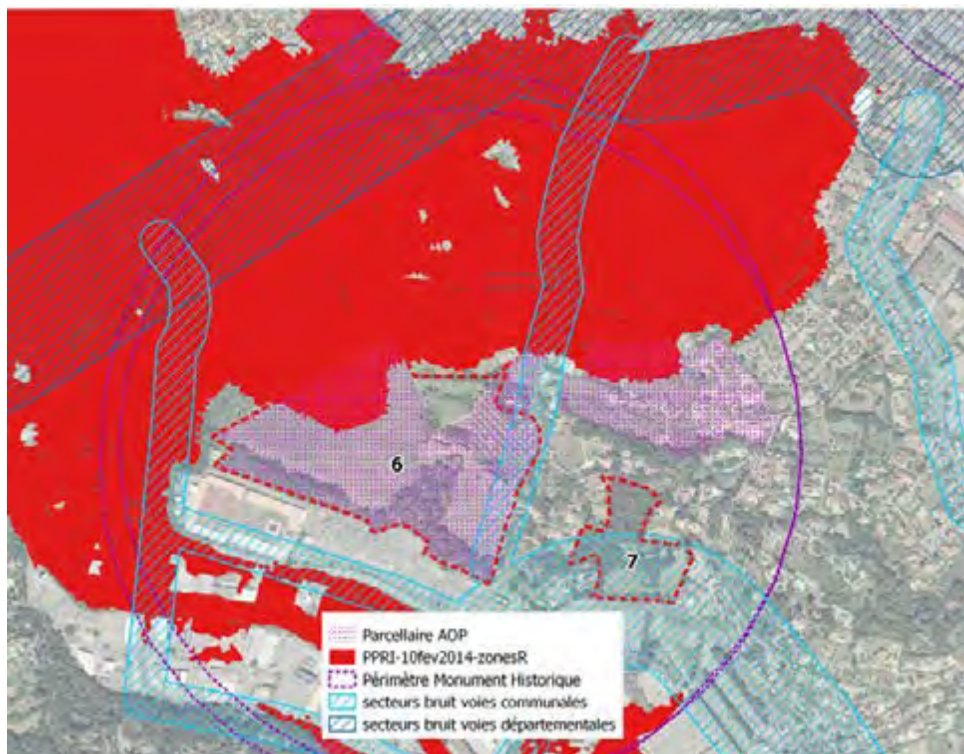 6
7
Parcellaire AOP
PPRI-10fev2014-zonesR
Périmètre Monument Historique
secteurs bruit voies communales
secteurs bruit voies départementales